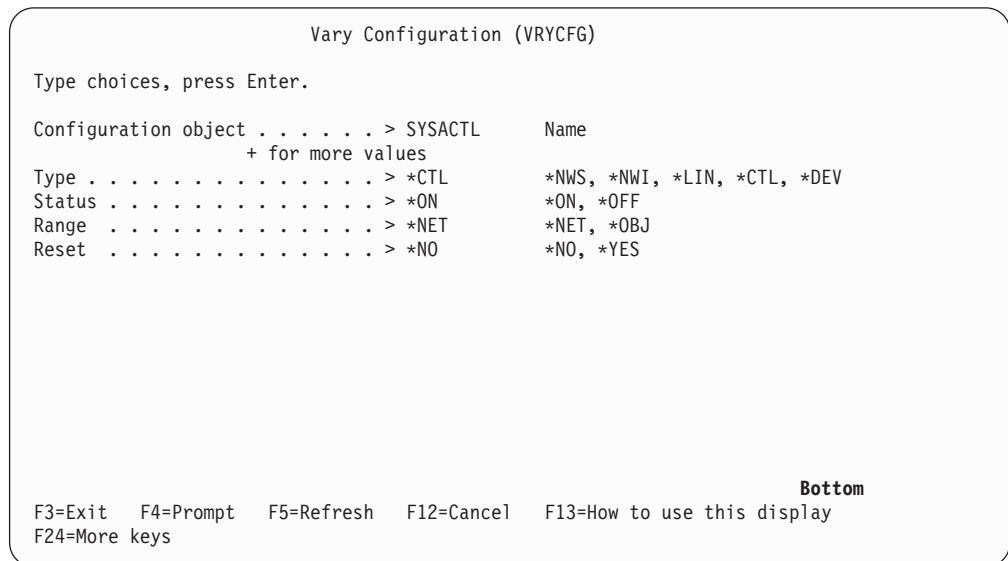 Vary Configuration (VRYCFG)
Type choices, press Enter.
Configuration object . . . . . . > SYSACTL Name
+ for more values
Type . . . . . . . . . . . . . . > *CTL *NWS, *NWI, *LIN, *CTL, *DEV
Status . . . . . . . . . . . . . > *ON *ON, *OFF
Range . . . . . . . . . . . . . > *NET *NET, *OBJ
Reset . . . . . . . . . . . . . > *NO *NO, *YES
Bottom
F3=Exit F4=Prompt F5=Refresh F12=Cancel F13=How to use this display
F24=More keys